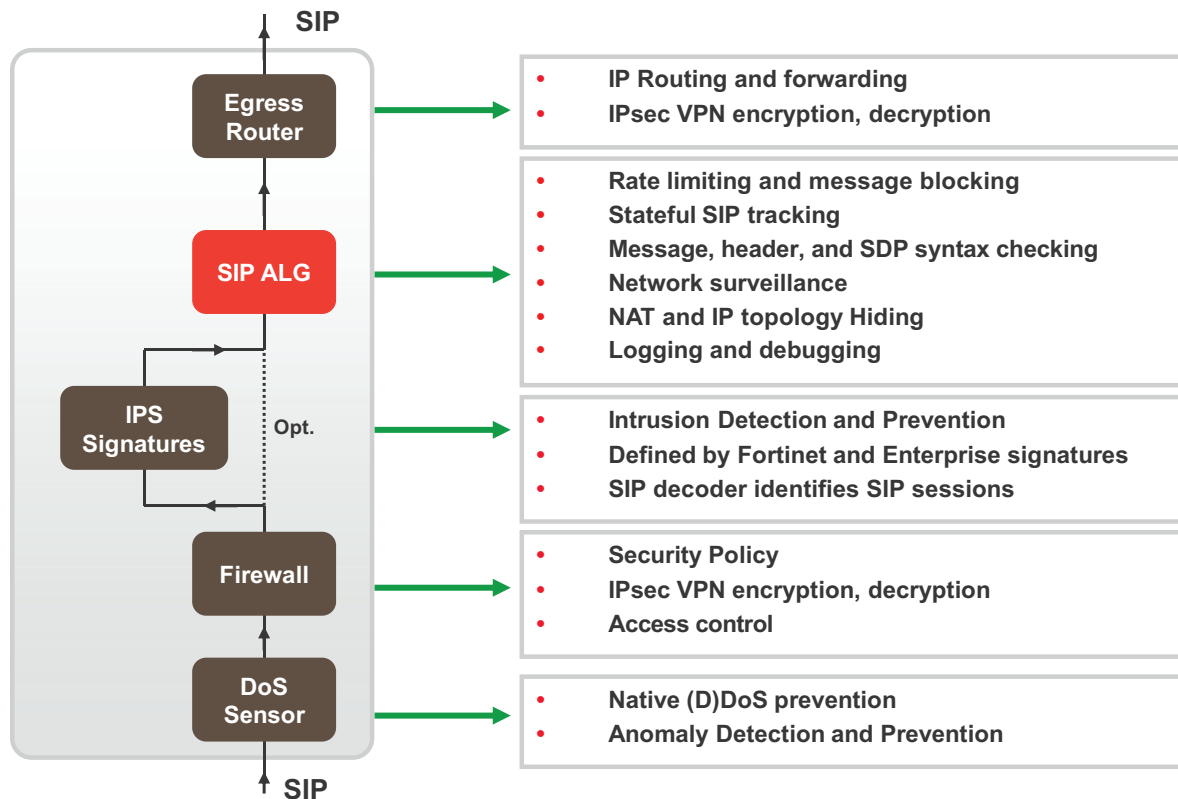 SIP
Egress
Router
• IP Routing and forwarding
• IPsec VPN encryption, decryption
SIP ALG
• Rate limiting and message blocking
• Stateful SIP tracking
• Message, header, and SDP syntax checking
• Network surveillance
• NAT and IP topology Hiding
• Logging and debugging
IPS
Signatures
Opt.
• Intrusion Detection and Prevention
• Defined by Fortinet and Enterprise signatures
• SIP decoder identifies SIP sessions
Firewall
• Security Policy
• IPsec VPN encryption, decryption
• Access control
DoS
Sensor
• Native (D)DoS prevention
• Anomaly Detection and Prevention
SIP